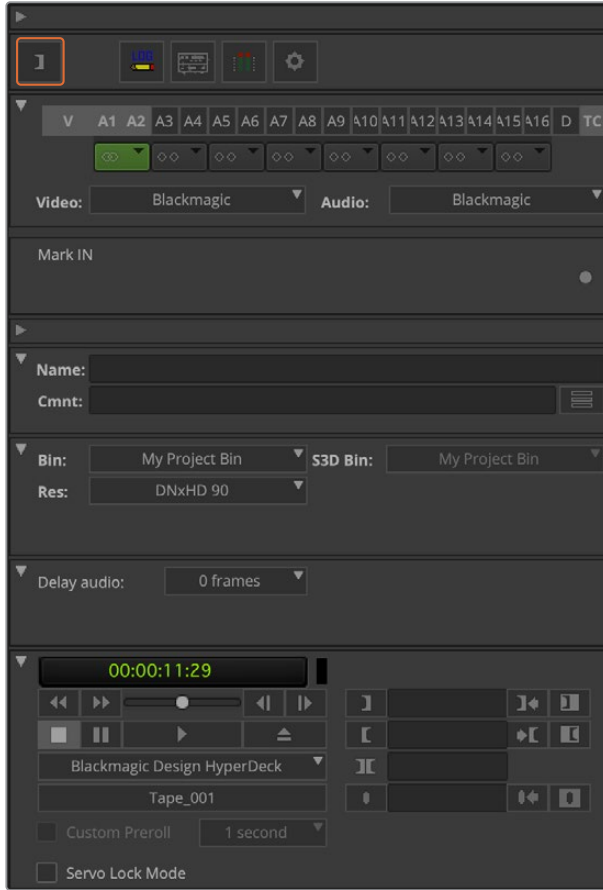 LOG
V A1 A2 A3 A4 A5 A6 A7 A8 A9 A10 A11 A12 A13 A14 A15 A16 D TC
Video: Blackmagic Audio: Blackmagic
Mark IN
Name:
Cmnt:
Bin: My Project Bin S3D Bin: My Project Bin
Res: DNxHD 90
Delay audio: 0 frames
00:00:11:29
Blackmagic Design HyperDeck
Tape_001
Custom Preroll 1 second
Servo Lock Mode